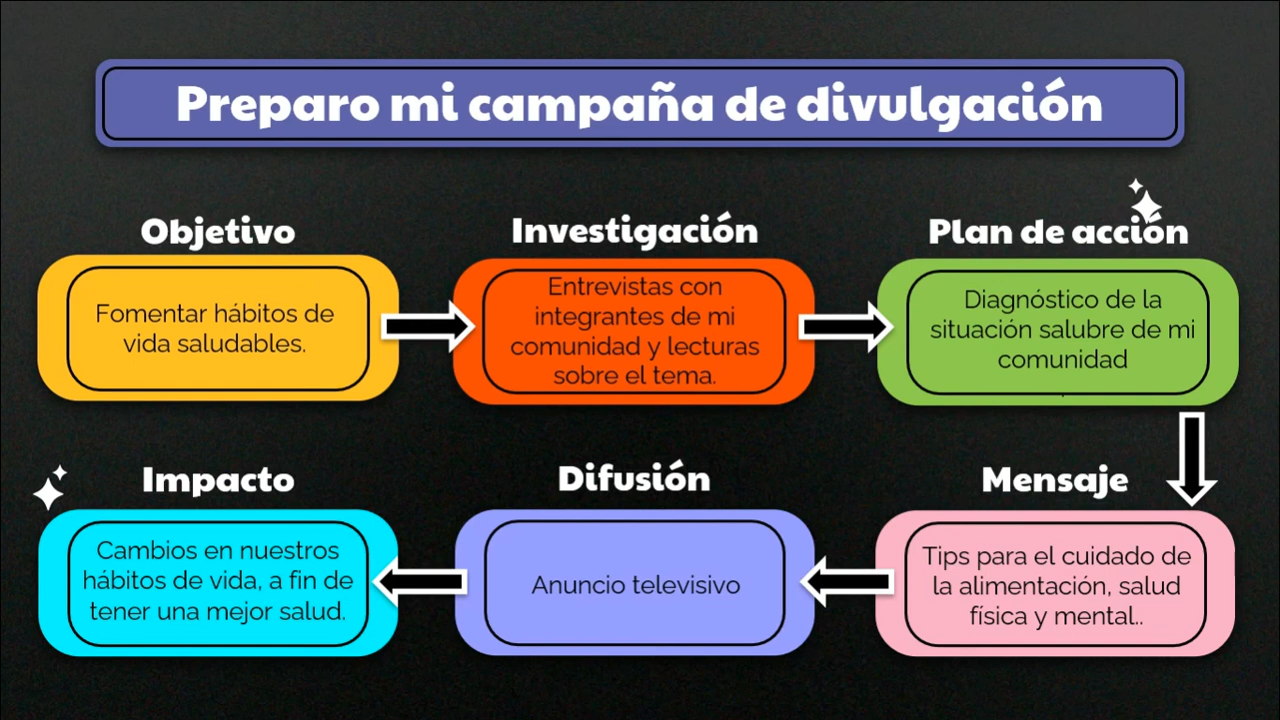 Preparo mi campaña de divulgación
Objetivo
Fomentar hábitos de
vida saludables.
Investigación
Entrevistas con
integrantes de mi
comunidad y lecturas
sobre el tema.
Plan de acción
Diagnóstico de la
situación salubre de mi
comunidad
.
Mensaje
Tips para el cuidado de
la alimentación, salud
física y mental..
Difusión
Anuncio televisivo
Impacto
Cambios en nuestros
hábitos de vida, a fin de
tener una mejor salud.